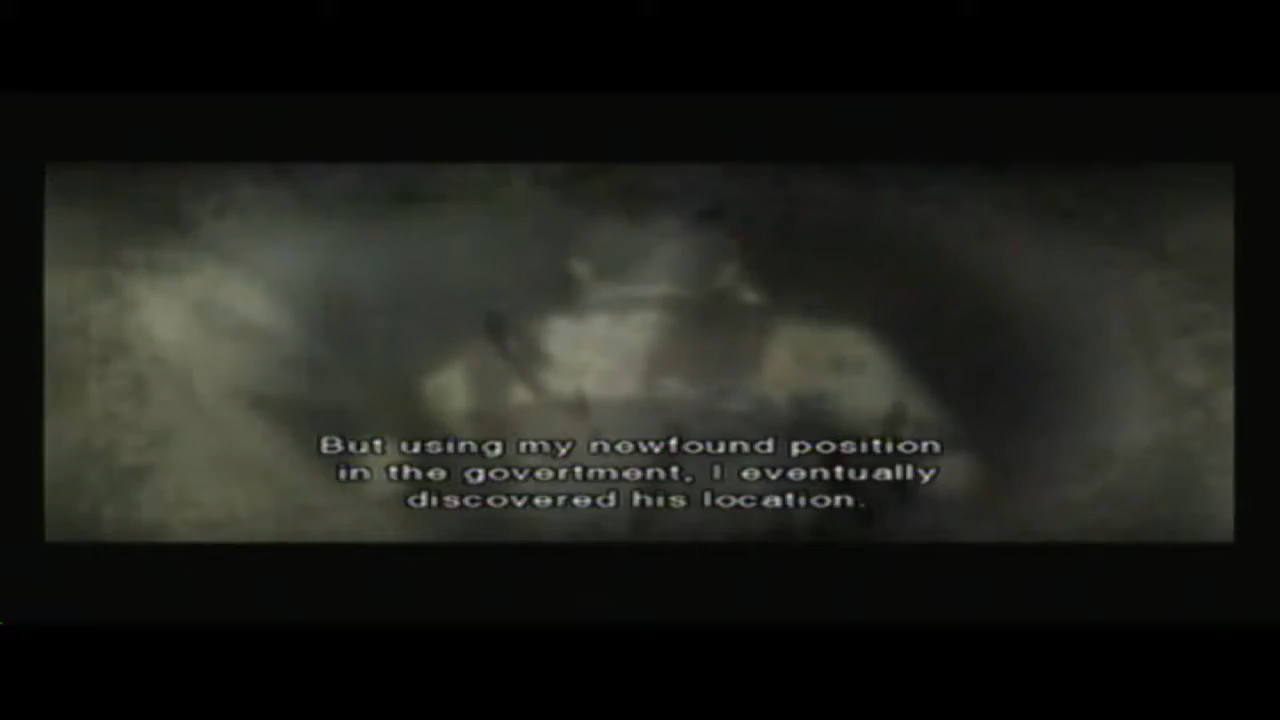 But using my newfound position
in the govertment, I eventually
discovered his location.